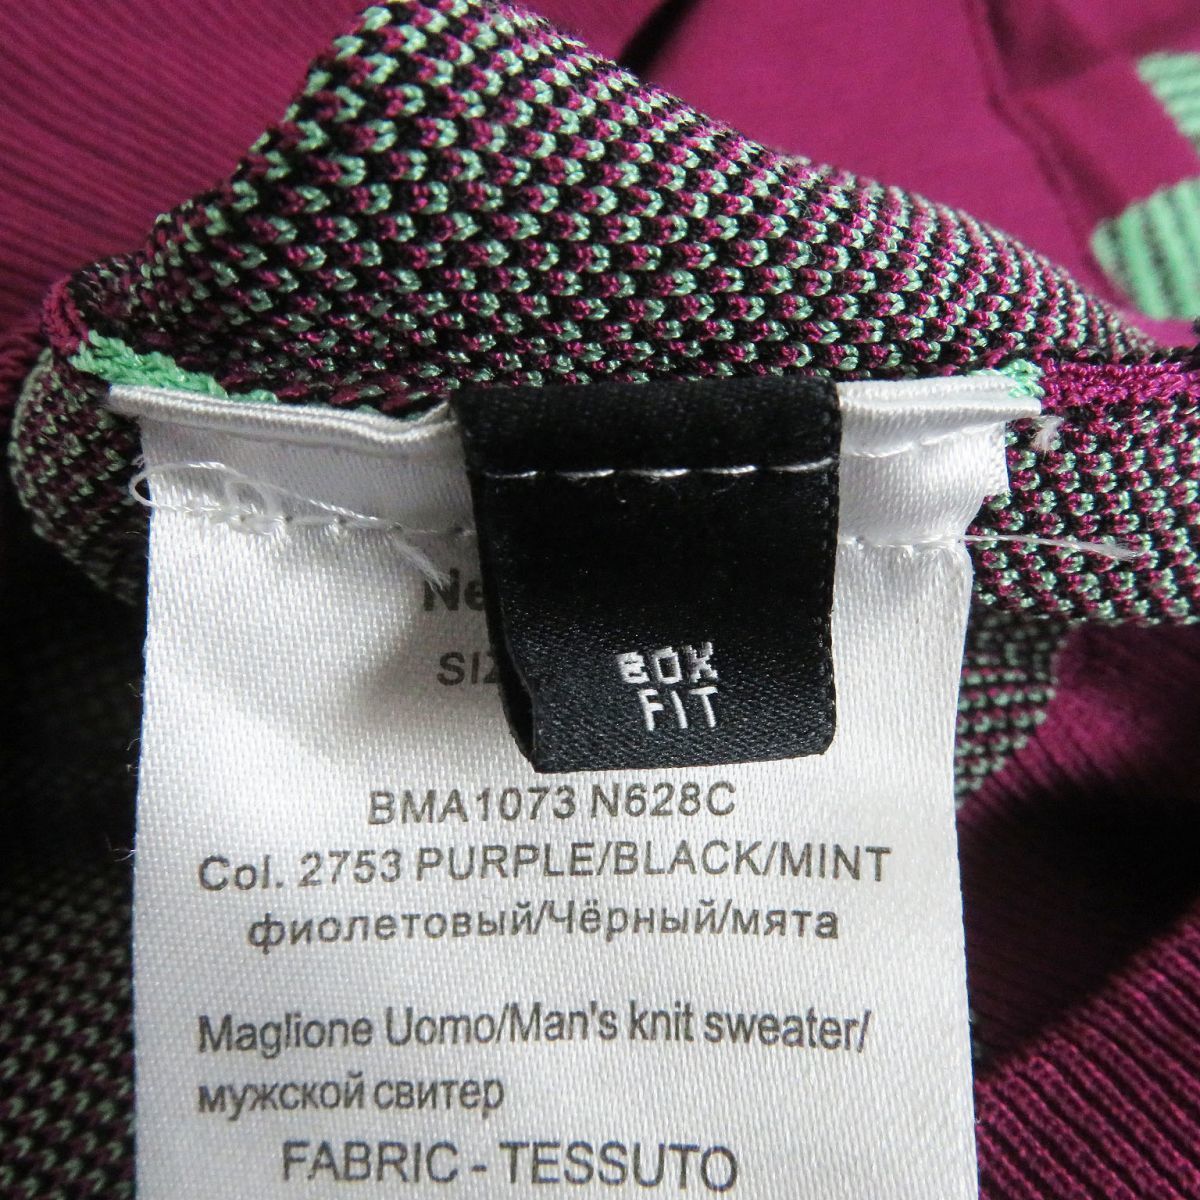 BOX
FIT
BMA1073 N628C
Col. 2753 PURPLE/BLACK/MINT
фиолетовый/Чёрный/мята
Maglione Uomo/Man's knit sweater/
мужской свитер
FABRIC - TESSUTO